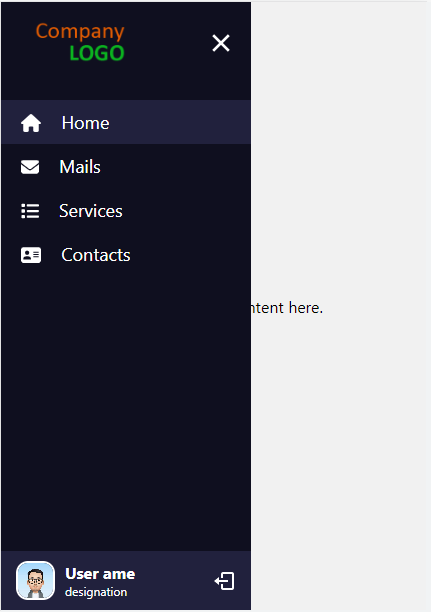 Company
LOGO
Home
Mails
Services
Contacts
ntent here.
User ame
designation